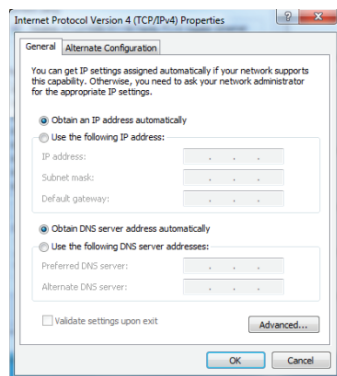 Internet Protocol Version 4 (TCP/IPv4) Properties
General
Alternate Configuration
You can get IP settings assigned automatically if your network supports
this capability. Otherwise, you need to ask your network administrator
for the appropriate IP settings.
Obtain an IP address automatically
Use the following IP address:
IP address:
Subnet mask:
Default gateway:
Obtain DNS server address automatically
Use the following DNS server addresses:
Preferred DNS server:
Alternate DNS server:
Validate settings upon exit
Advanced...
OK
Cancel